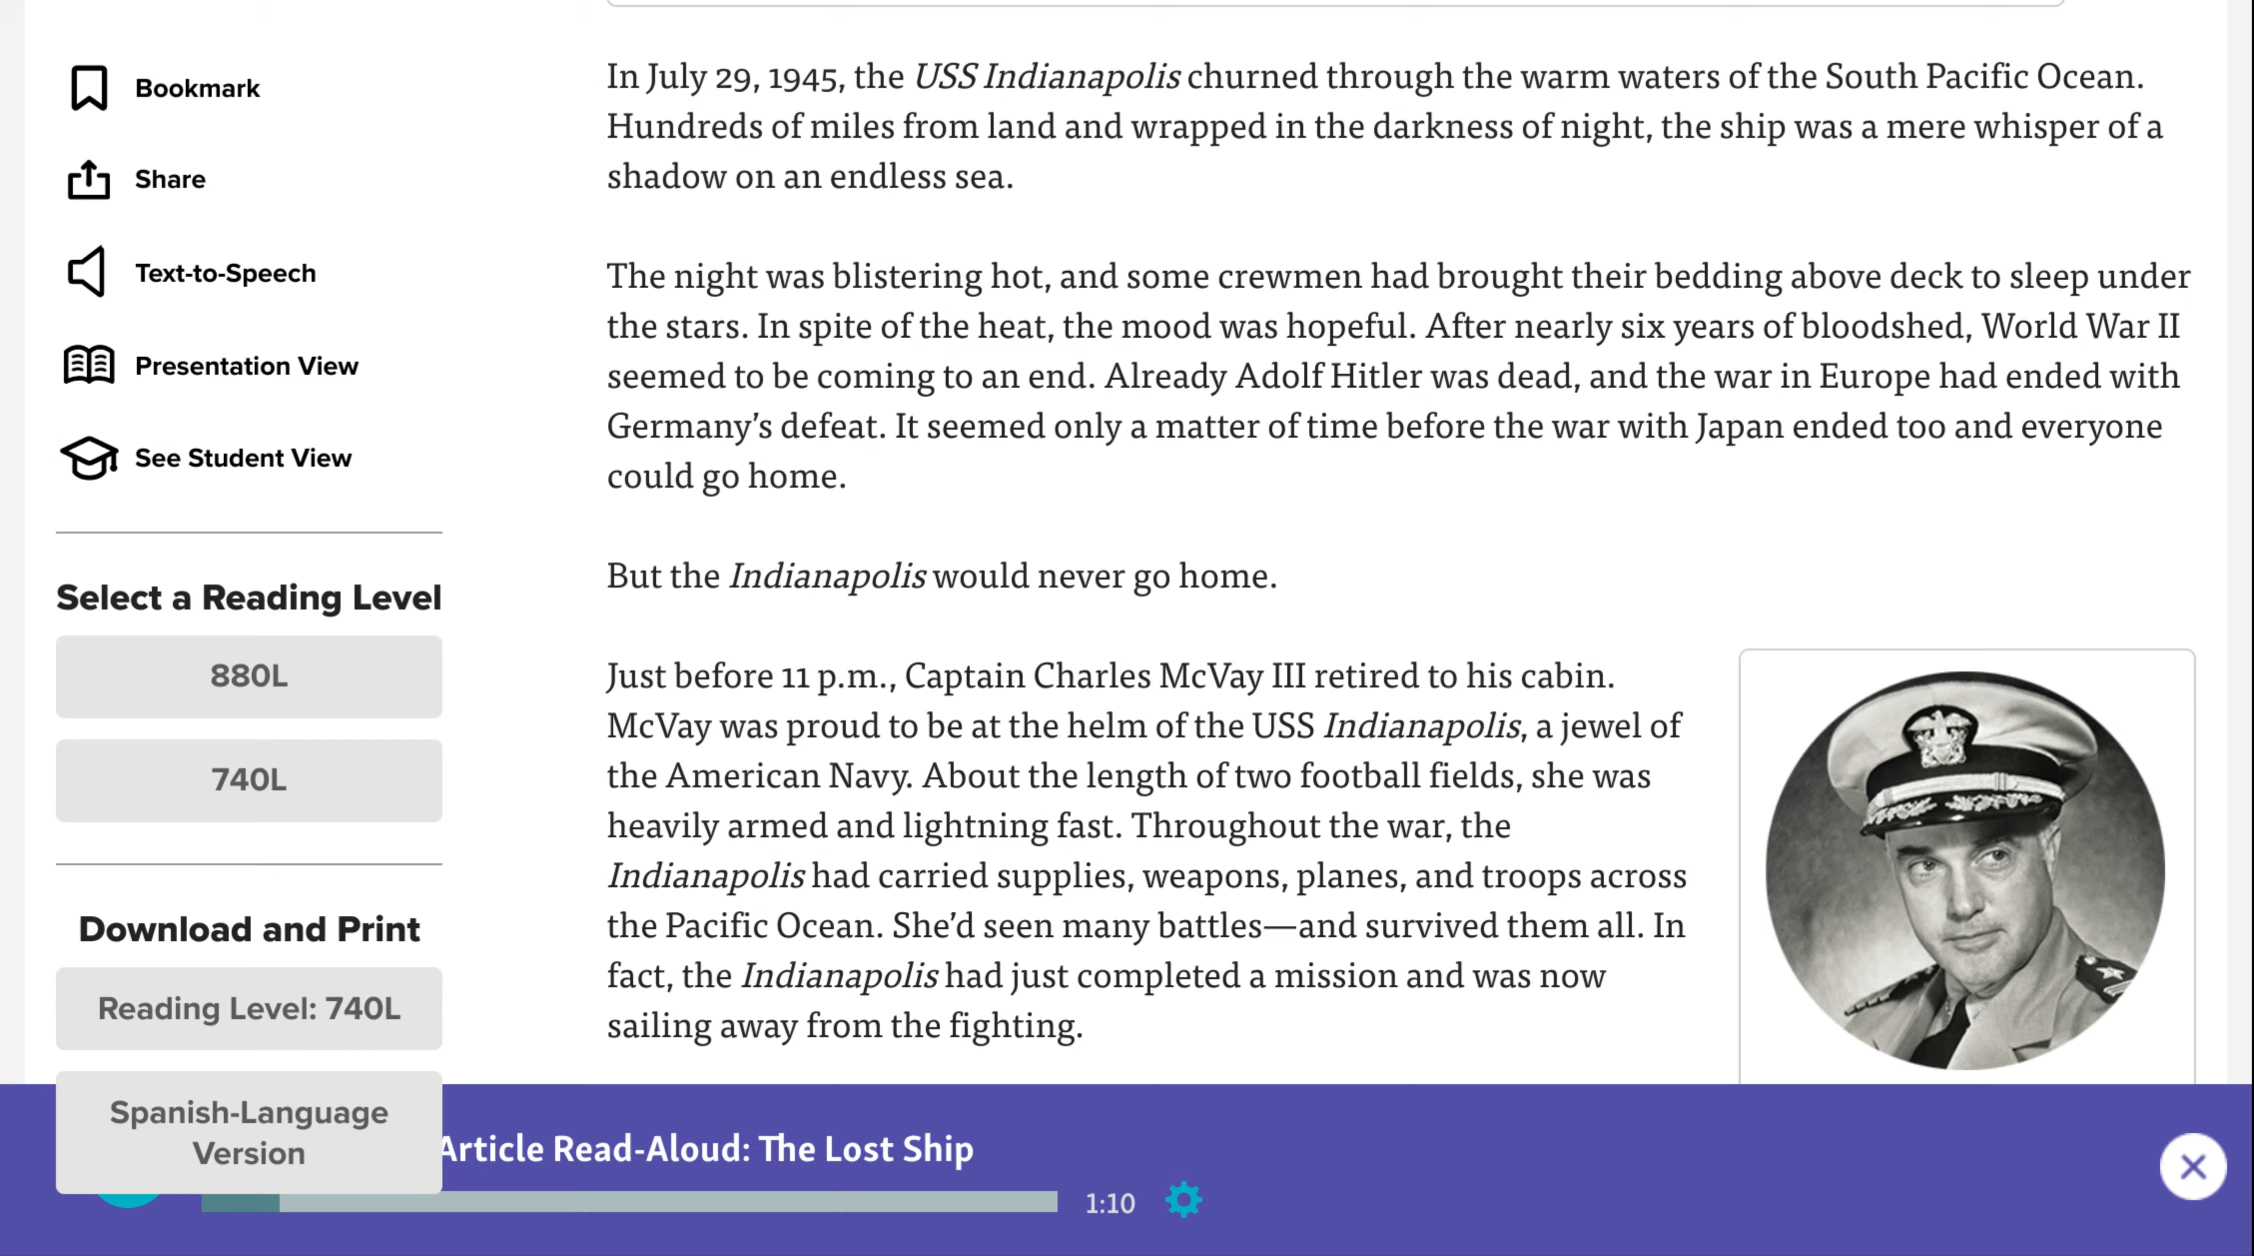 Bookmark
Share
Text-to-Speech
Presentation View
See Student View
Select a Reading Level
880L
740L
Download and Print
Reading Level: 740L
Spanish-Language
Version
In July 29, 1945, the USS Indianapolis churned through the warm waters of the South Pacific Ocean.
Hundreds of miles from land and wrapped in the darkness of night, the ship was a mere whisper of a
shadow on an endless sea.
The night was blistering hot, and some crewmen had brought their bedding above deck to sleep under
the stars. In spite of the heat, the mood was hopeful. After nearly six years of bloodshed, World War II
seemed to be coming to an end. Already Adolf Hitler was dead, and the war in Europe had ended with
Germany’s defeat. It seemed only a matter of time before the war with Japan ended too and everyone
could go home.
But the Indianapolis would never go home.
Just before 11 p.m., Captain Charles McVay III retired to his cabin.
McVay was proud to be at the helm of the USS Indianapolis, a jewel of
the American Navy. About the length of two football fields, she was
heavily armed and lightning fast. Throughout the war, the
Indianapolis had carried supplies, weapons, planes, and troops across
the Pacific Ocean. She’d seen many battles—and survived them all. In
fact, the Indianapolis had just completed a mission and was now
sailing away from the fighting.
Article Read-Aloud: The Lost Ship
1:10